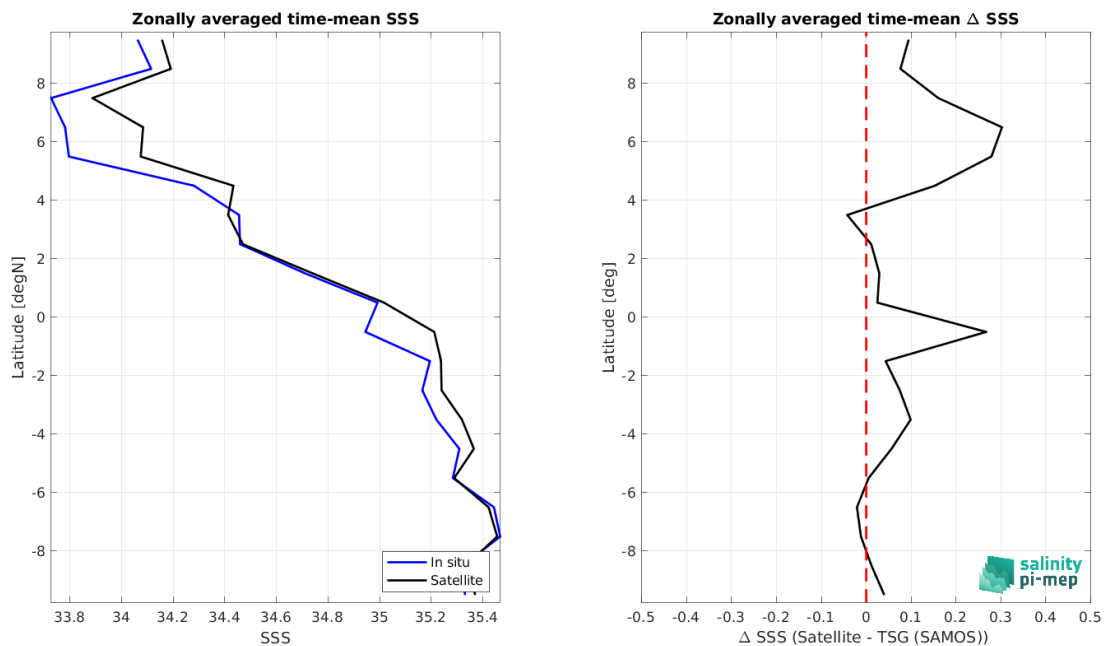 Zonally averaged time-mean SSS
8
6
4
2
0
-2
-4
-6
-8
Latitude [degN]
33.8 34 34.2 34.4 34.6 34.8 35 35.2 35.4
SSS
In situ
Satellite
Zonally averaged time-mean Δ SSS
8
6
4
2
0
-2
-4
-6
-8
Latitude [deg]
-0.5 -0.4 -0.3 -0.2 -0.1 0 0.1 0.2 0.3 0.4 0.5
Δ SSS (Satellite - TSG (SAMOS))
salinity
pi-mep